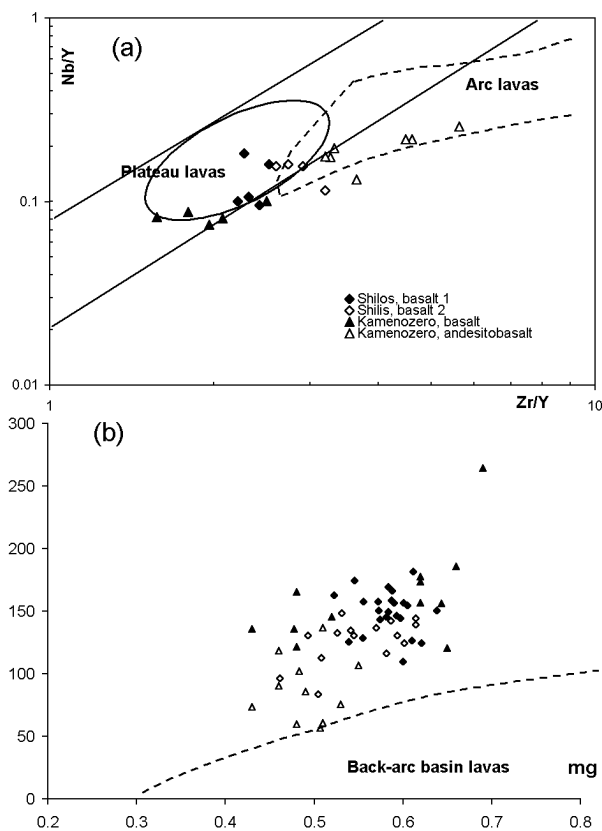 1
(a)
Nb/Y
Arc lavas
Plateau lavas
0.1
Shilos, basalt 1
Shilis, basalt 2
Kamenozero, basalt
Kamenozero, andesitobasalt
0.01
1
Zr/Y
10
300
(b)
250
200
150
100
50
Back-arc basin lavas
mg
0
0.2
0.3
0.4
0.5
0.6
0.7
0.8